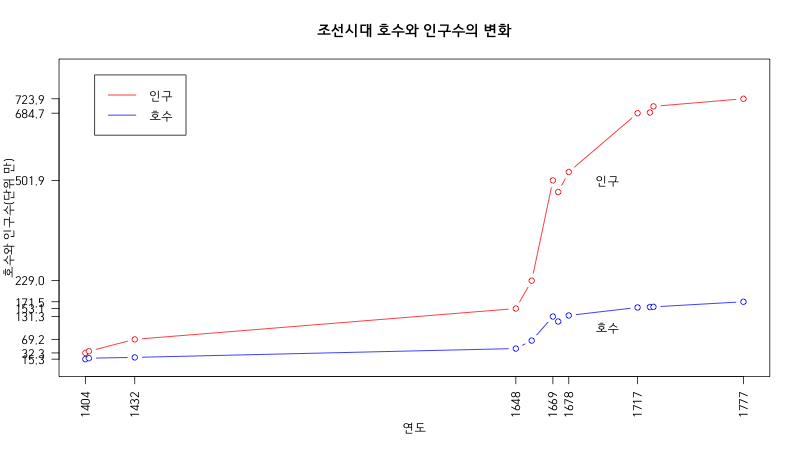 조선시대 호수와 인구수의 변화
인구
호수
723.9
684.7
501.9
229.0
171.5
153.1
131.3
69.2
32.3
15.3
호수와 인구수(단위 만)
인구
호수
1404
1432
1648
1669
1678
1717
1777
연도